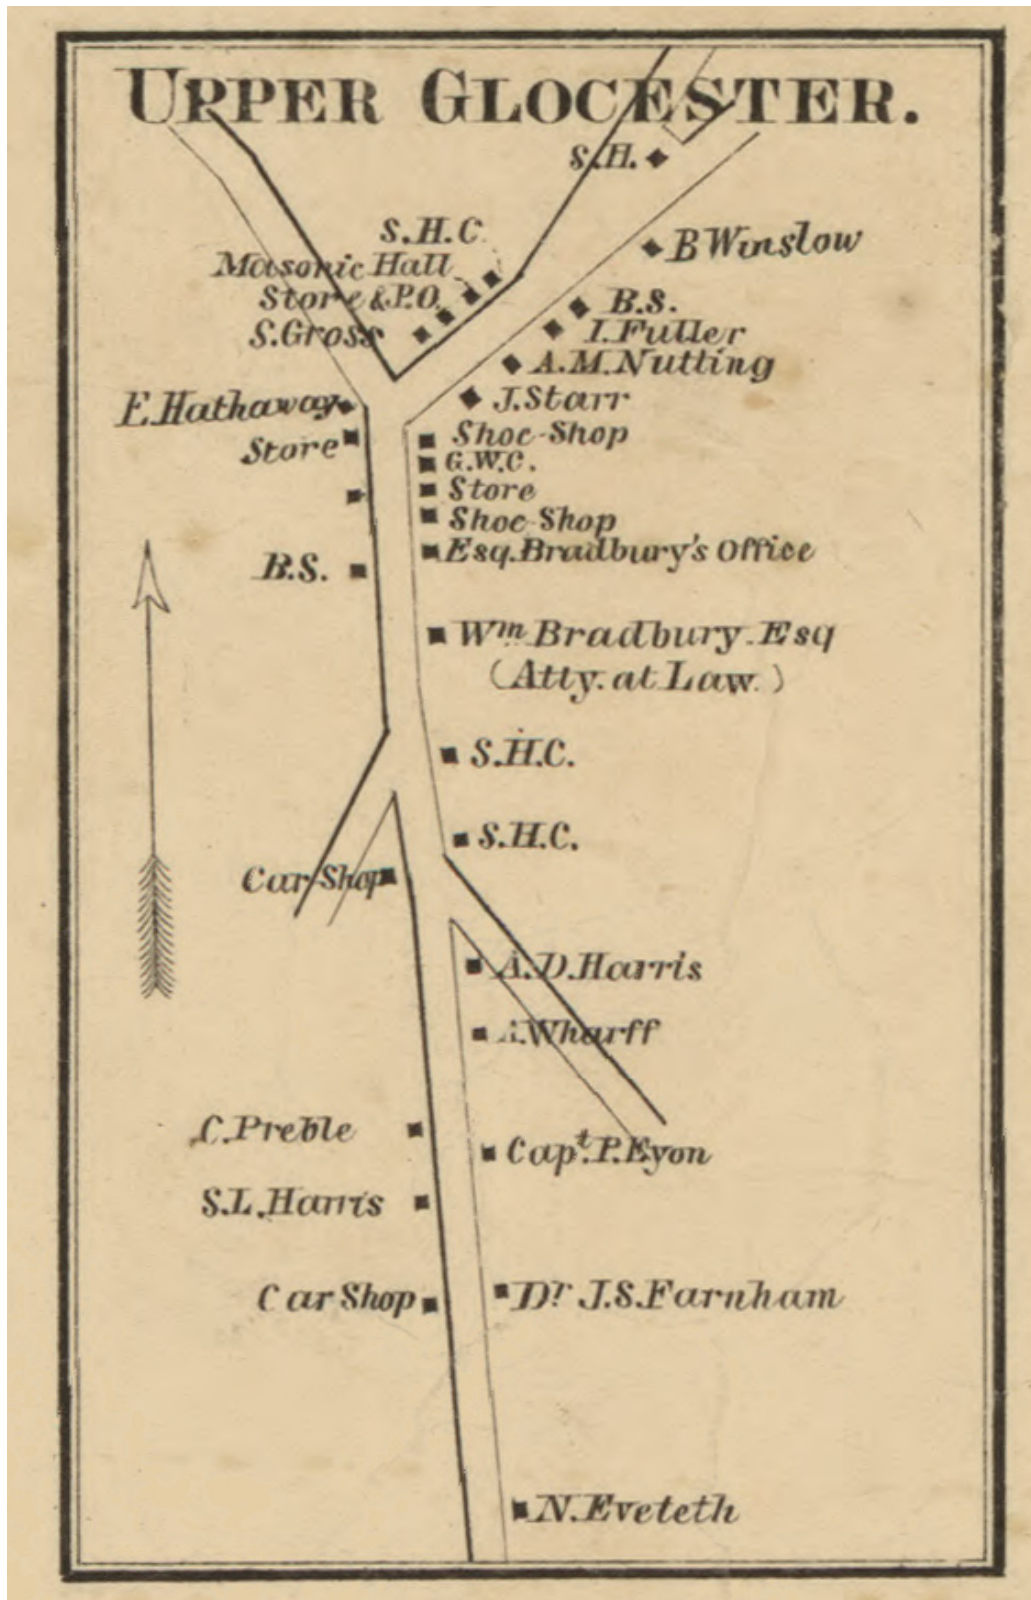 UPPER GLOCESTER.
S.H.
S.H.C.
B Winslow
Masonic Hall
Store & P.O.
B.S.
S. Gross
I. Fuller
A.M. Nutting
E. Hathaway
J. Starr
Store
Shoe-Shop
G.W.C.
Store
Shoe Shop
Esq. Bradbury's Office
B.S.
Wm Bradbury Esq
(Atty. at Law.)
S.H.C.
S.H.C.
Car Shop
A.D. Harris
A. Wharff
C. Preble
Capt. P. Eyon
S.L. Harris
Car Shop
Dr J.S. Farnham
N. Eveteth